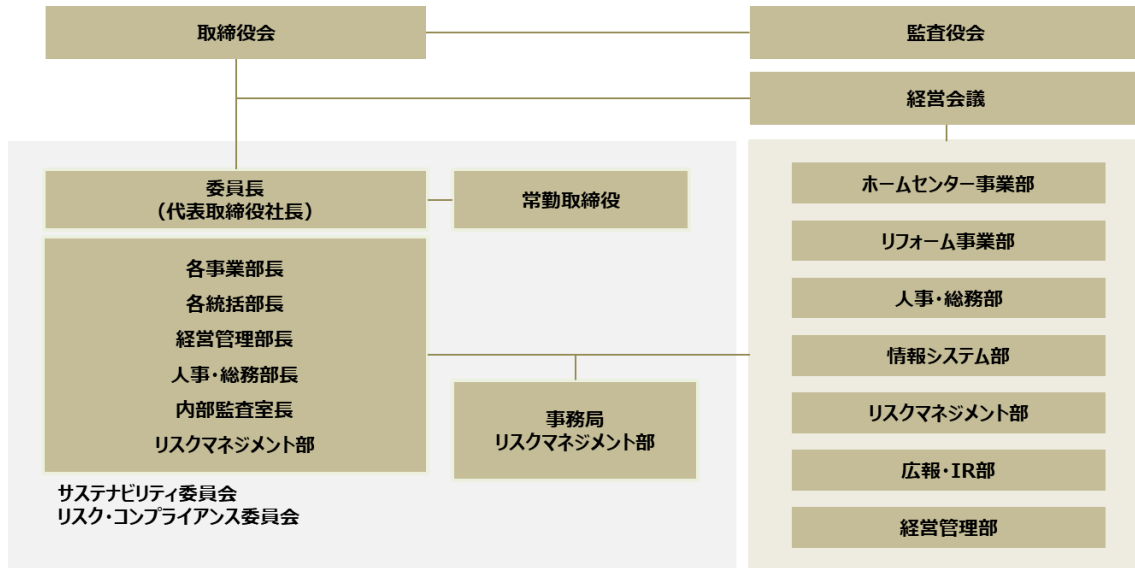 取締役会
監査役会
経営会議
委員長
（代表取締役社長）
常勤取締役
各事業部長
各統括部長
経営管理部長
人事・総務部長
内部監査室長
リスクマネジメント部
事務局
リスクマネジメント部
サステナビリティ委員会
リスク・コンプライアンス委員会
ホームセンター事業部
リフォーム事業部
人事・総務部
情報システム部
リスクマネジメント部
広報・IR部
経営管理部